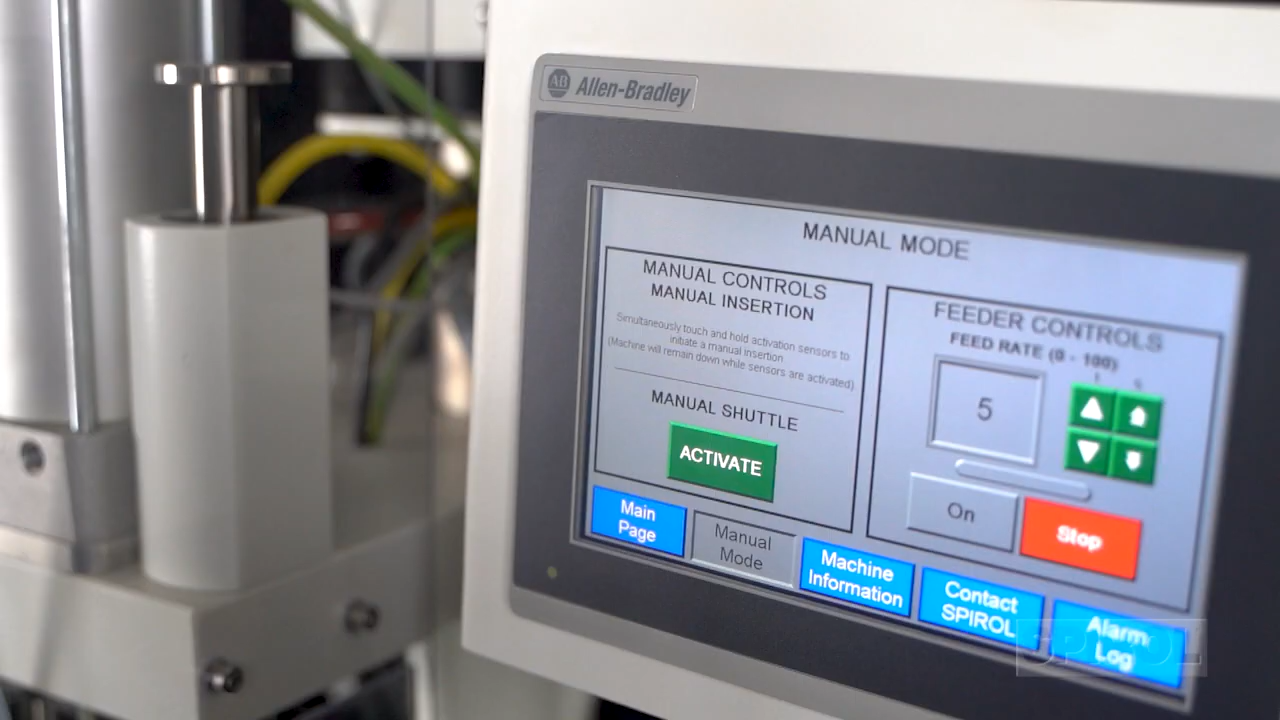 AB Allen-Bradley
MANUAL MODE
MANUAL CONTROLS
MANUAL INSERTION
Simultaneously touch and hold activation sensors to
initiate a manual insertion
(Machine will remain down while sensors are activated)
MANUAL SHUTTLE
ACTIVATE
FEEDER CONTROLS
FEED RATE (0 - 100)
5
On
Stop
Main
Page
Manual
Mode
Machine
Information
Contact
SPIROL
Alarm
Log
SPIROL